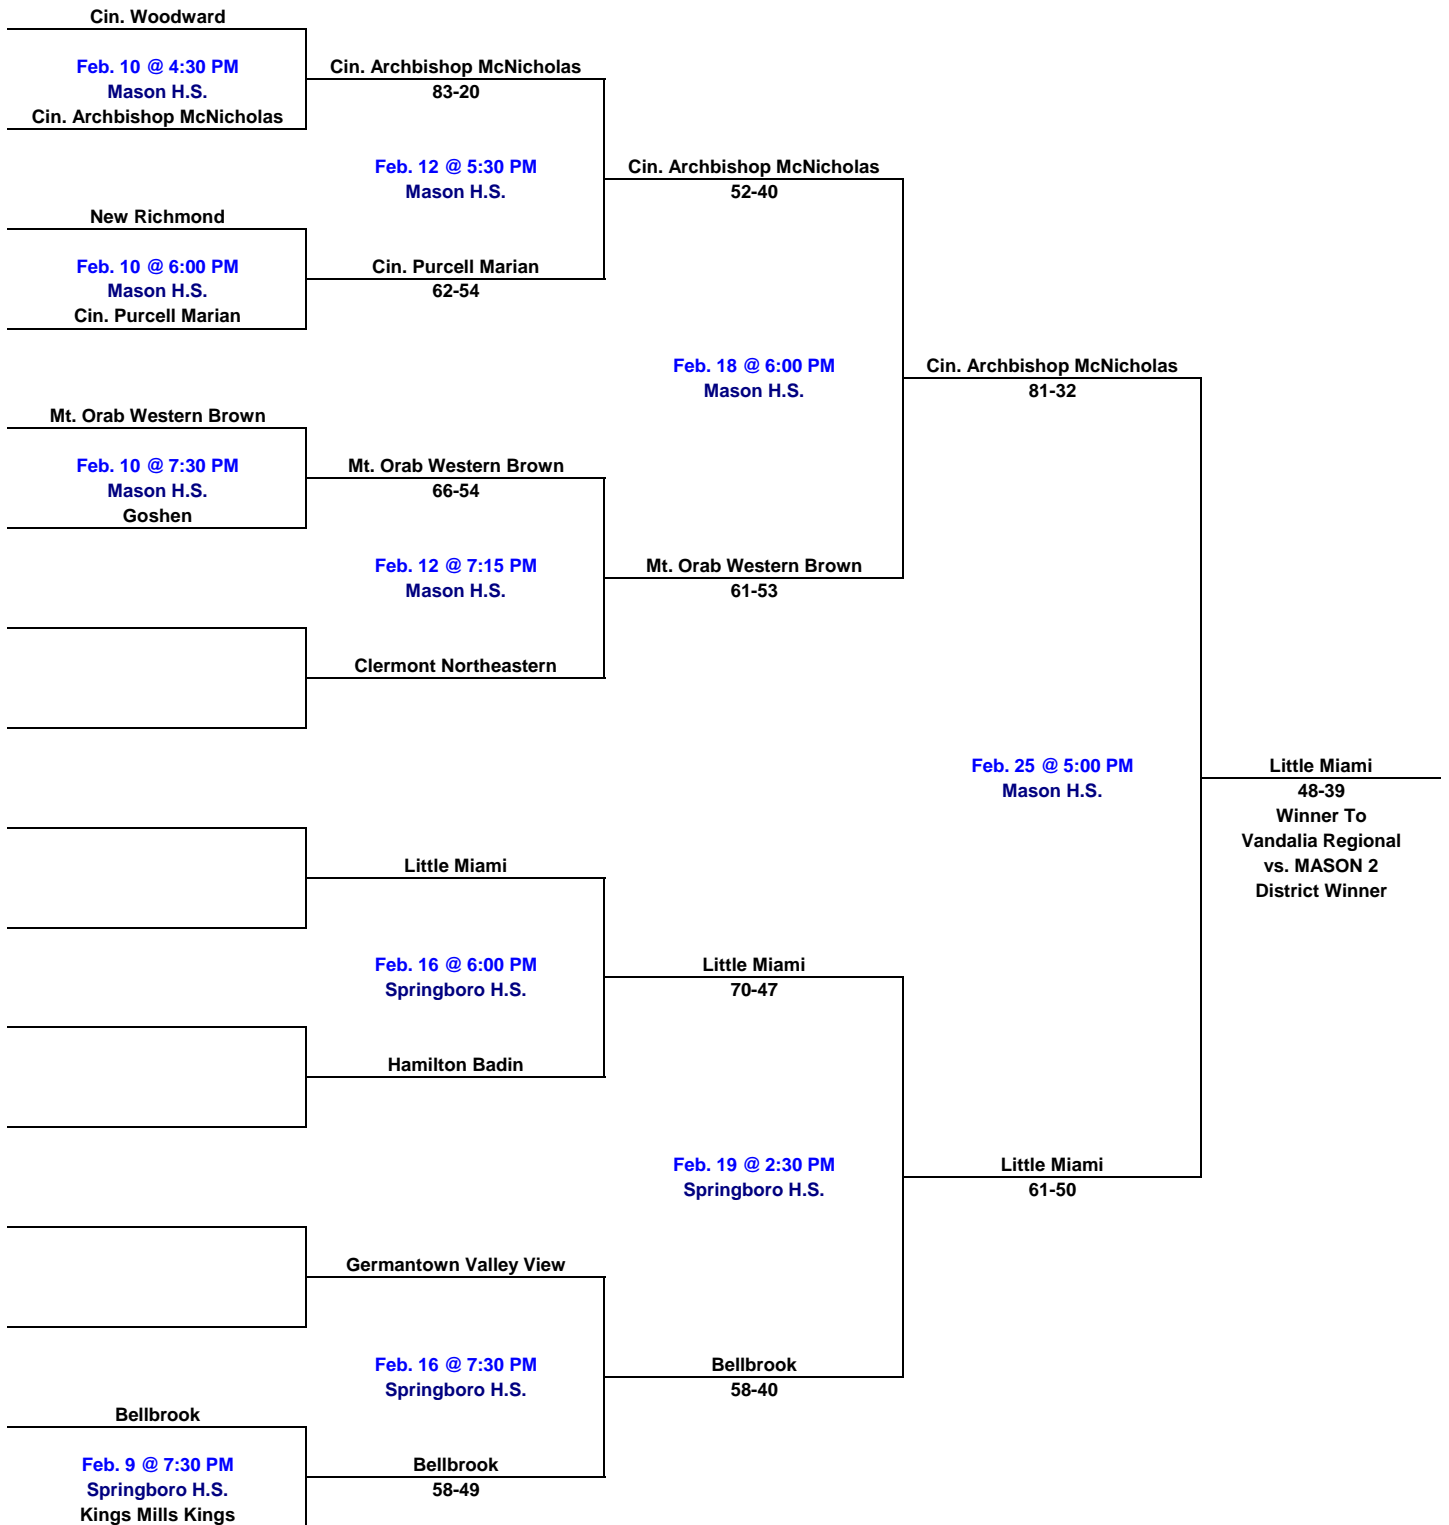 Cin. Woodward
Feb. 10 @ 4:30 PM
Mason H.S.
Cin. Archbishop McNicholas
Cin. Archbishop McNicholas
83-20
Feb. 12 @ 5:30 PM
Mason H.S.
Cin. Archbishop McNicholas
52-40
New Richmond
Feb. 10 @ 6:00 PM
Mason H.S.
Cin. Purcell Marian
Cin. Purcell Marian
62-54
Feb. 18 @ 6:00 PM
Mason H.S.
Cin. Archbishop McNicholas
81-32
Mt. Orab Western Brown
Feb. 10 @ 7:30 PM
Mason H.S.
Goshen
Mt. Orab Western Brown
66-54
Feb. 12 @ 7:15 PM
Mason H.S.
Mt. Orab Western Brown
61-53
Clermont Northeastern
Feb. 25 @ 5:00 PM
Mason H.S.
Little Miami
48-39
Winner To
Vandalia Regional
vs. MASON 2
District Winner
Little Miami
Feb. 16 @ 6:00 PM
Springboro H.S.
Little Miami
70-47
Hamilton Badin
Feb. 19 @ 2:30 PM
Springboro H.S.
Little Miami
61-50
Germantown Valley View
Feb. 16 @ 7:30 PM
Springboro H.S.
Bellbrook
58-40
Bellbrook
Feb. 9 @ 7:30 PM
Springboro H.S.
Kings Mills Kings
Bellbrook
58-49